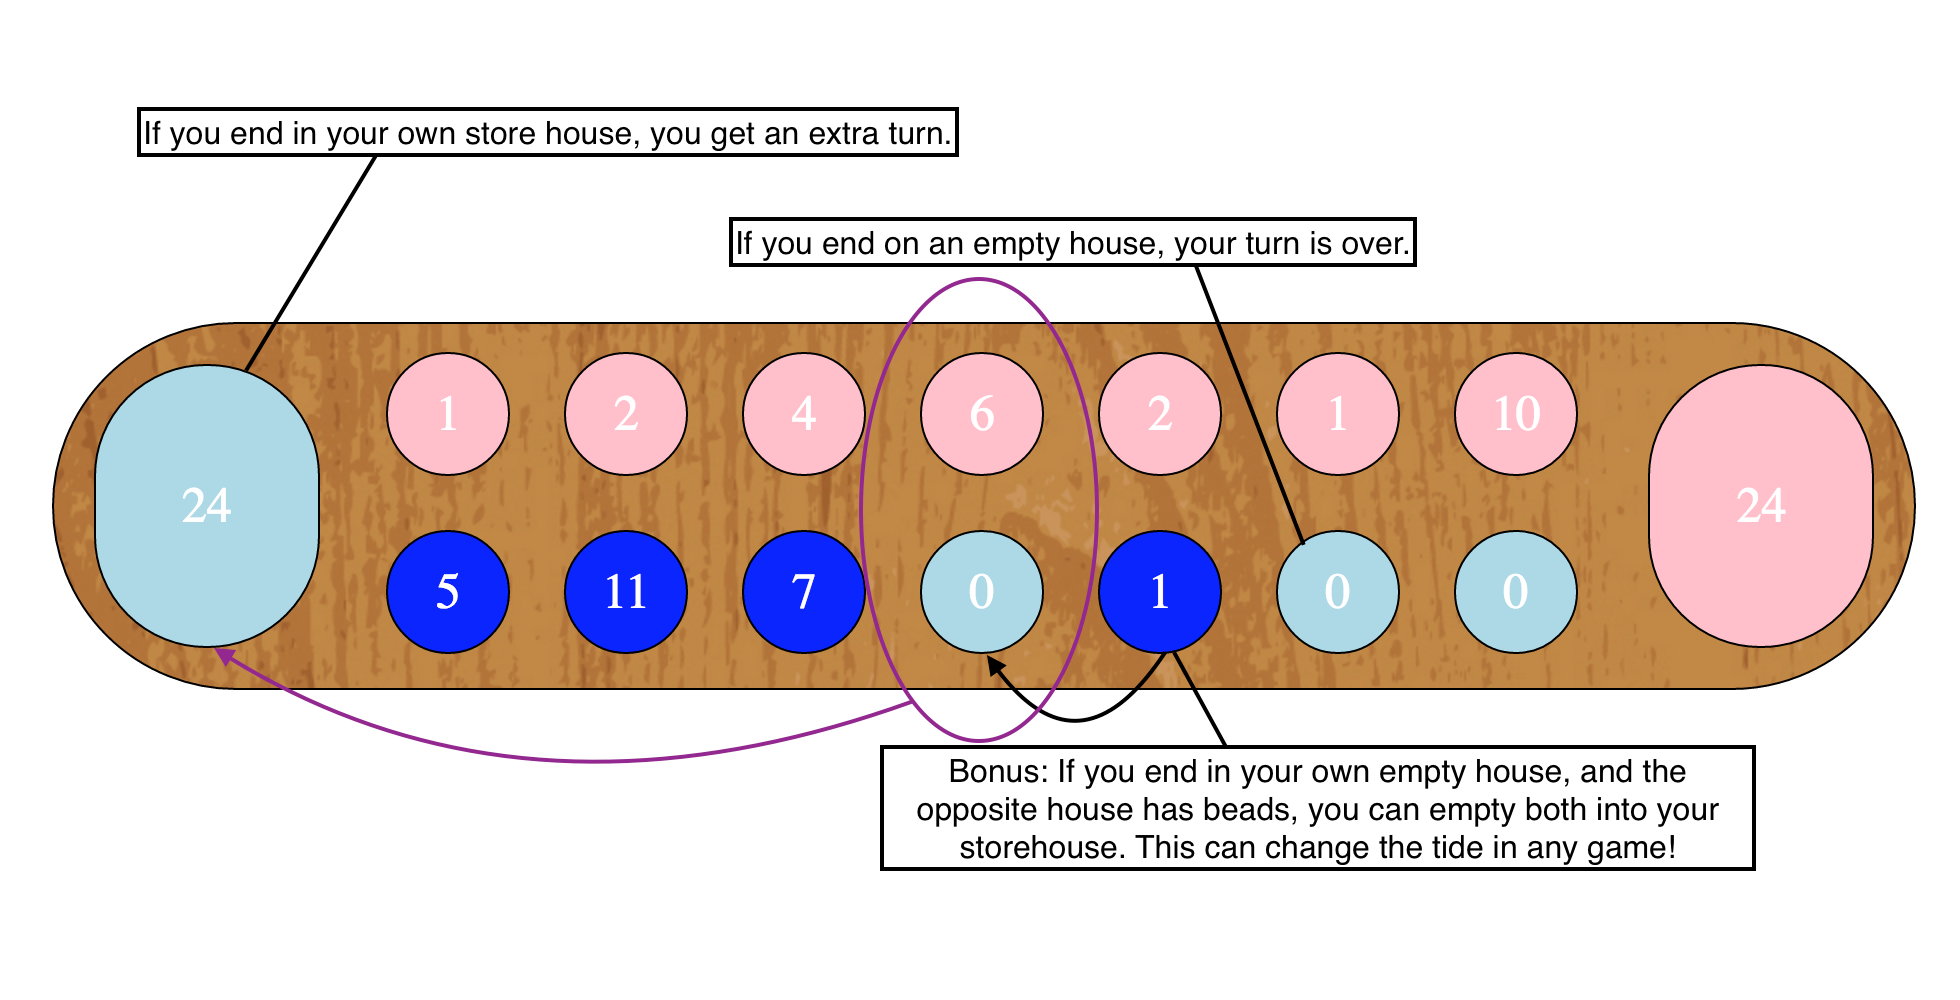 If you end in your own store house, you get an extra turn.
If you end on an empty house, your turn is over.
1 2 4 6 2 1 10
24 24
5 11 7 0 1 0 0
Bonus: If you end in your own empty house, and the
opposite house has beads, you can empty both into your
storehouse. This can change the tide in any game!